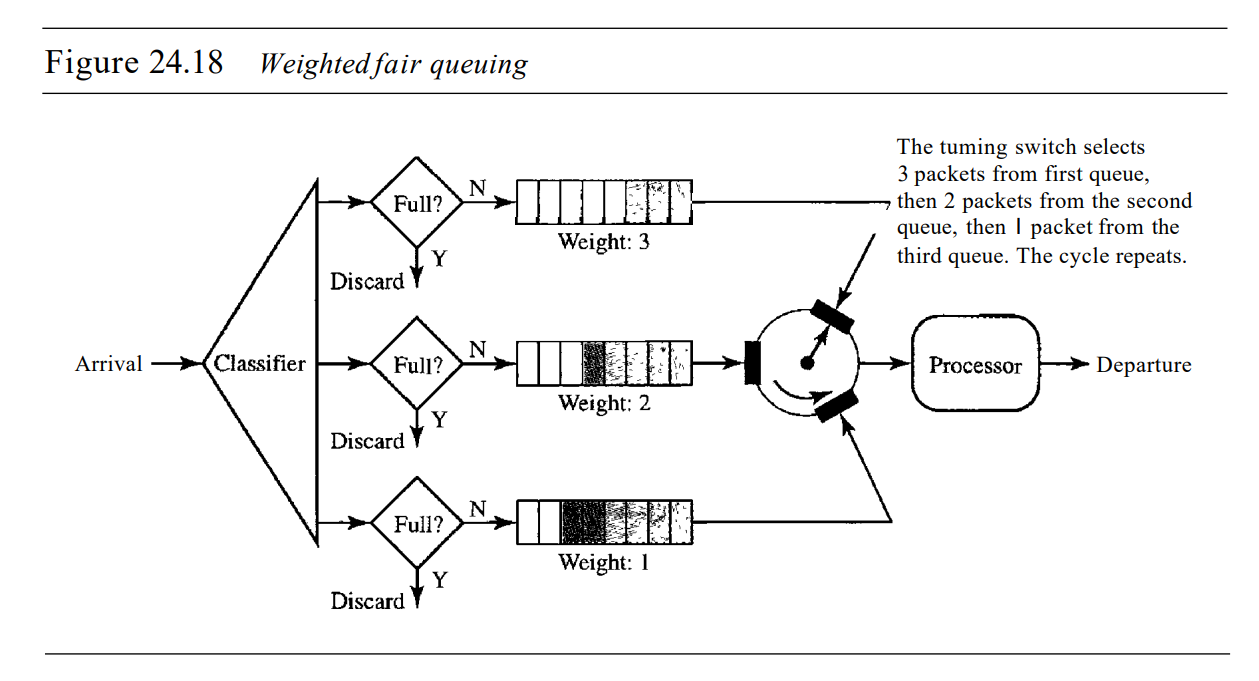 Figure 24.18 Weighted fair queuing
The tuming switch selects
3 packets from first queue,
then 2 packets from the second
queue, then 1 packet from the
third queue. The cycle repeats.
Full?
N
Y
Discard
Weight: 3
Arrival
Classifier
Full?
N
Y
Discard
Weight: 2
Processor
Departure
Full?
N
Y
Discard
Weight: 1